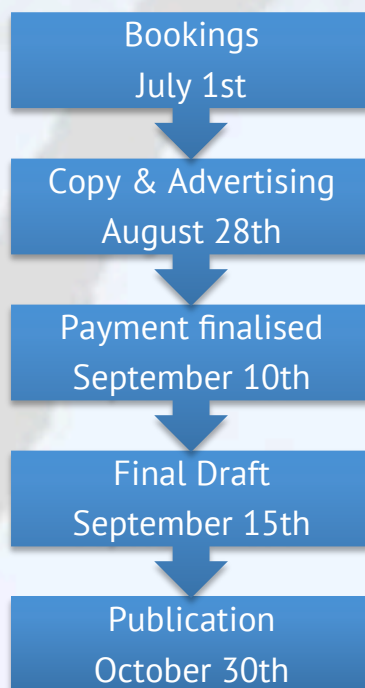 Bookings
July 1st
Copy & Advertising
August 28th
Payment finalised
September 10th
Final Draft
September 15th
Publication
October 30th